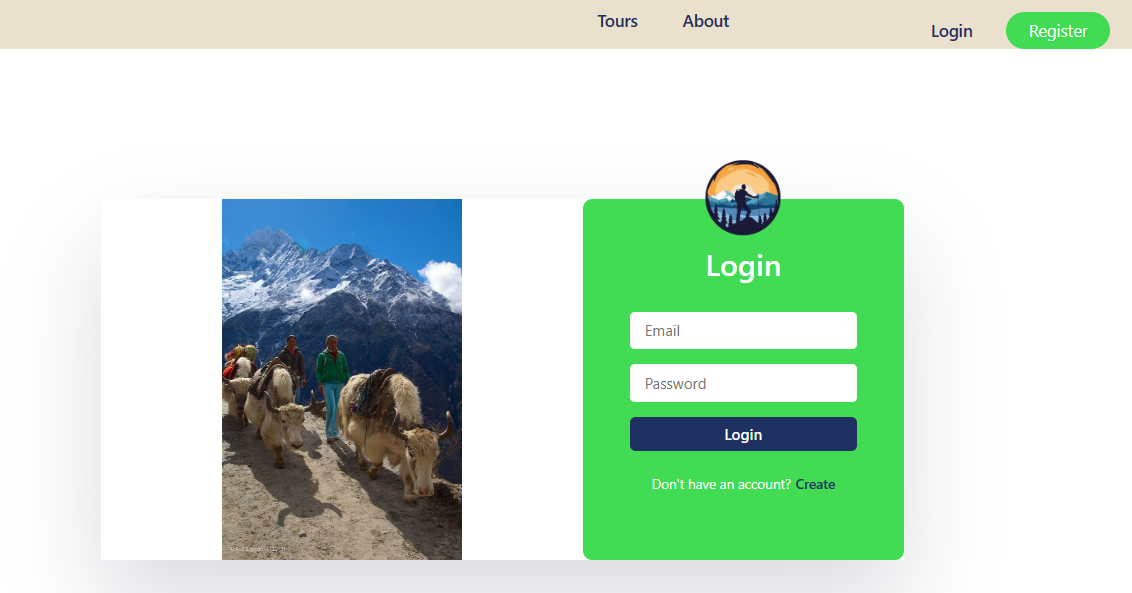 Tours About
Login Register
Login
Email
Password
Login
Don't have an account? Create